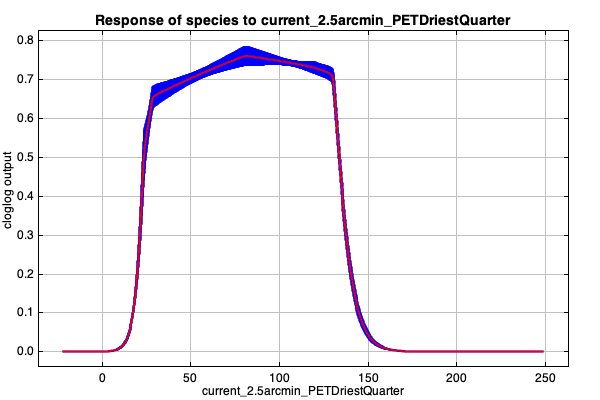 Response of species to current_2.5arcmin_PETDriestQuarter
0.8
0.7
0.6
0.5
0.4
0.3
0.2
0.1
0.0
cloglog output
0 50 100 150 200 250
current_2.5arcmin_PETDriestQuarter